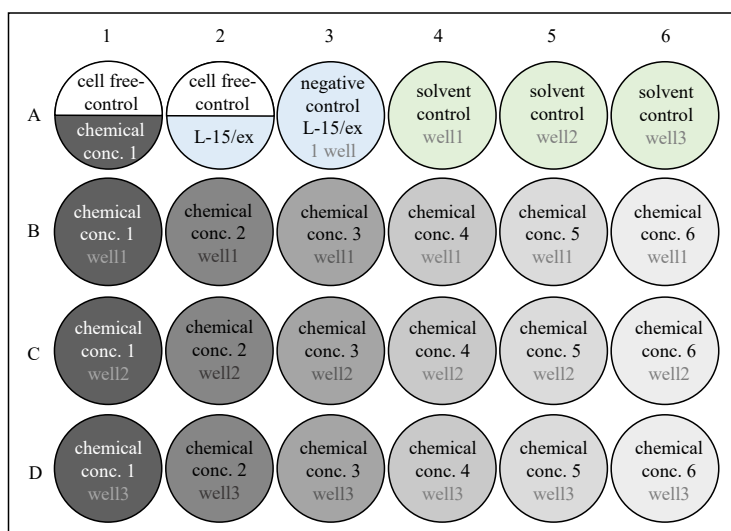 1 2 3 4 5 6
A
cell free-
control
chemical
conc. 1
cell free-
control
L-15/ex
negative
control
L-15/ex
1 well
solvent
control
well1
solvent
control
well2
solvent
control
well3
B
chemical
conc. 1
well1
chemical
conc. 2
well1
chemical
conc. 3
well1
chemical
conc. 4
well1
chemical
conc. 5
well1
chemical
conc. 6
well1
C
chemical
conc. 1
well2
chemical
conc. 2
well2
chemical
conc. 3
well2
chemical
conc. 4
well2
chemical
conc. 5
well2
chemical
conc. 6
well2
D
chemical
conc. 1
well3
chemical
conc. 2
well3
chemical
conc. 3
well3
chemical
conc. 4
well3
chemical
conc. 5
well3
chemical
conc. 6
well3